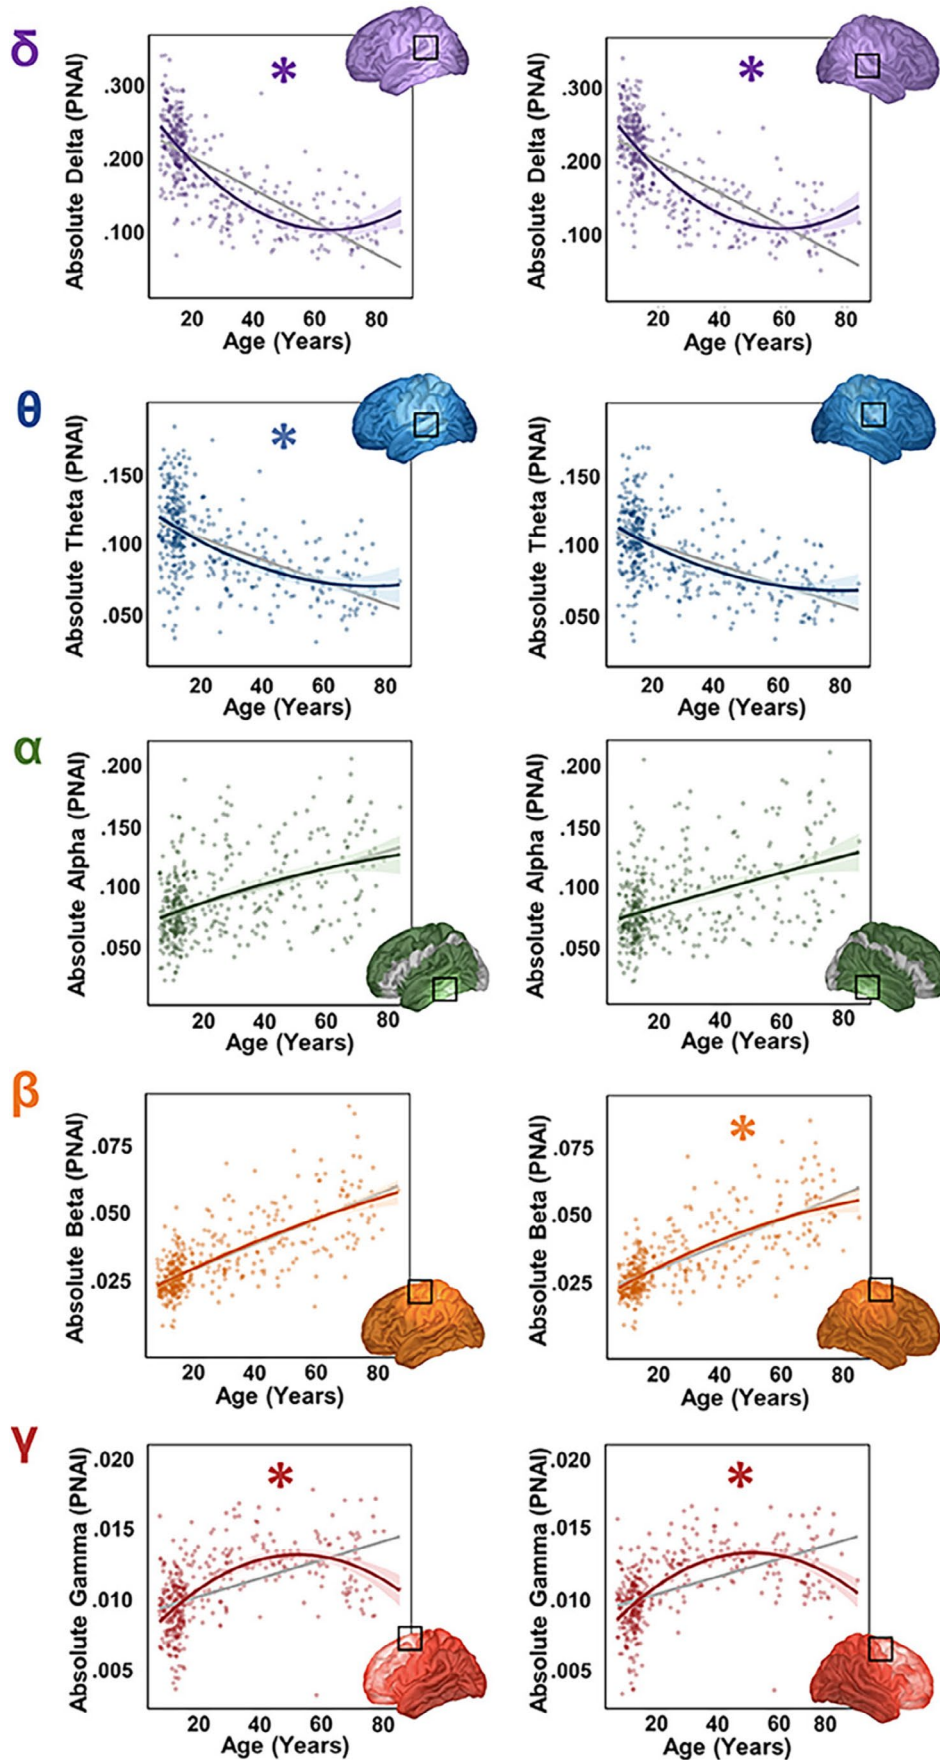 δ
*
*
Absolute Delta (PNAI)
.300
.200
.100
20 40 60 80
Age (Years)
Absolute Delta (PNAI)
.300
.200
.100
20 40 60 80
Age (Years)
θ
*
Absolute Theta (PNAI)
.150
.100
.050
20 40 60 80
Age (Years)
Absolute Theta (PNAI)
.150
.100
.050
20 40 60 80
Age (Years)
α
Absolute Alpha (PNAI)
.200
.150
.100
.050
20 40 60 80
Age (Years)
Absolute Alpha (PNAI)
.200
.150
.100
.050
20 40 60 80
Age (Years)
β
Absolute Beta (PNAI)
.075
.050
.025
20 40 60 80
Age (Years)
*
Absolute Beta (PNAI)
.075
.050
.025
20 40 60 80
Age (Years)
γ
*
Absolute Gamma (PNAI)
.020
.015
.010
.005
20 40 60 80
Age (Years)
*
Absolute Gamma (PNAI)
.020
.015
.010
.005
20 40 60 80
Age (Years)